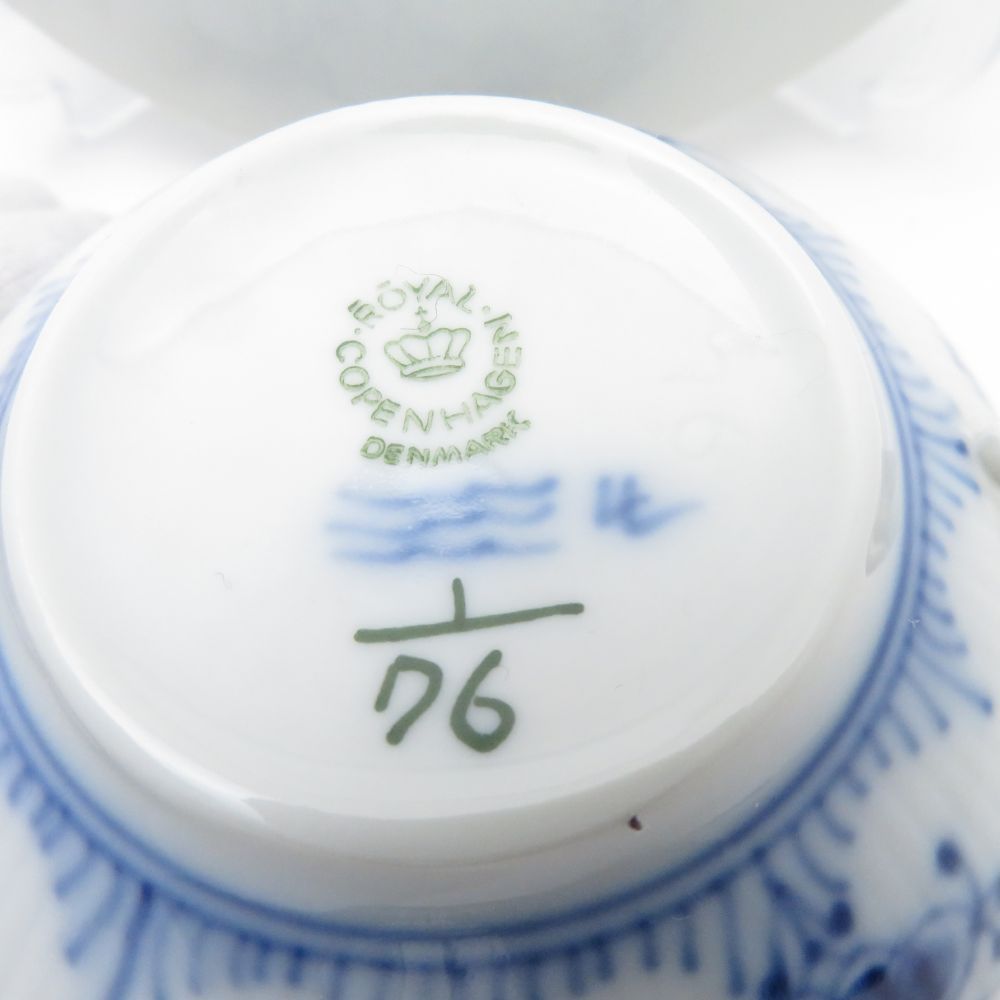 ROYAL
COPENHAGEN
DENMARK
1
76